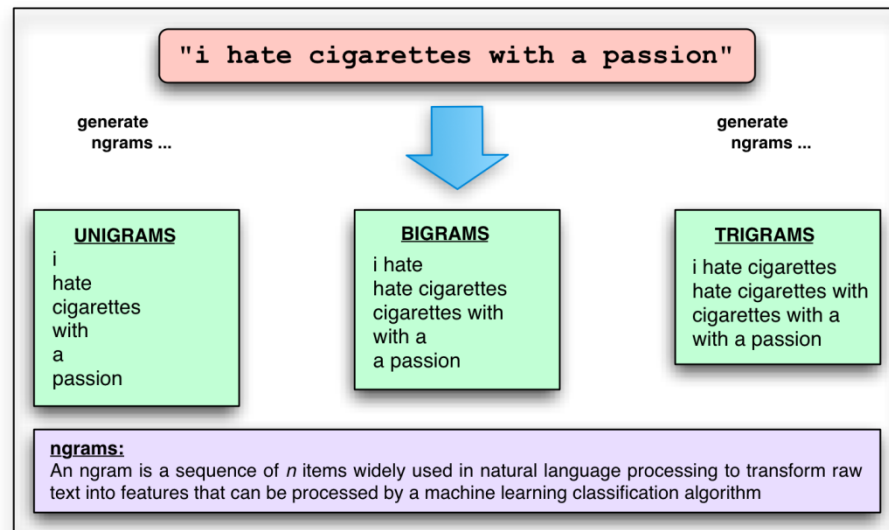 "i hate cigarettes with a passion"
generate
ngrams ...
generate
ngrams ...
UNIGRAMS
i
hate
cigarettes
with
a
passion
BIGRAMS
i hate
hate cigarettes
cigarettes with
with a
a passion
TRIGRAMS
i hate cigarettes
hate cigarettes with
cigarettes with a
with a passion
ngrams:
An ngram is a sequence of n items widely used in natural language processing to transform raw
text into features that can be processed by a machine learning classification algorithm